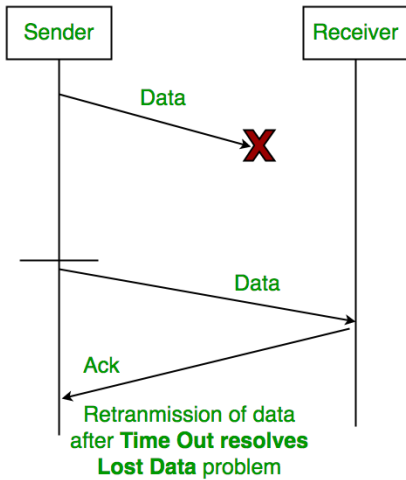 Sender
Receiver
Data
X
Data
Ack
Retranmission of data
after Time Out resolves
Lost Data problem